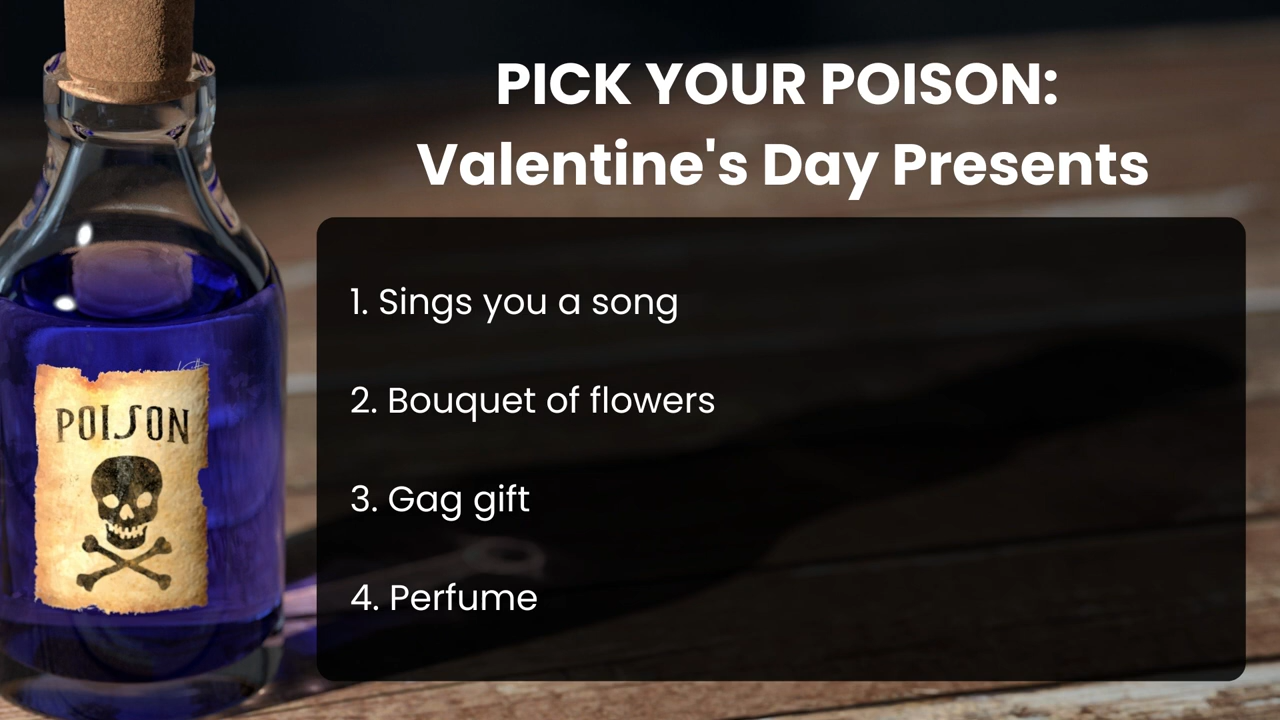 PICK YOUR POISON:
Valentine's Day Presents
1. Sings you a song
2. Bouquet of flowers
3. Gag gift
4. Perfume
POISON